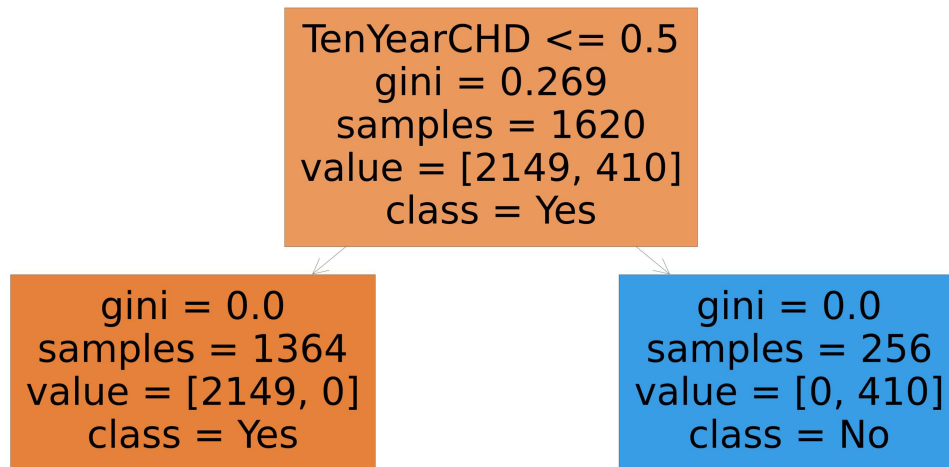 TenYearCHD <= 0.5
gini = 0.269
samples = 1620
value = [2149, 410]
class = Yes
gini = 0.0
samples = 1364
value = [2149, 0]
class = Yes
gini = 0.0
samples = 256
value = [0, 410]
class = No